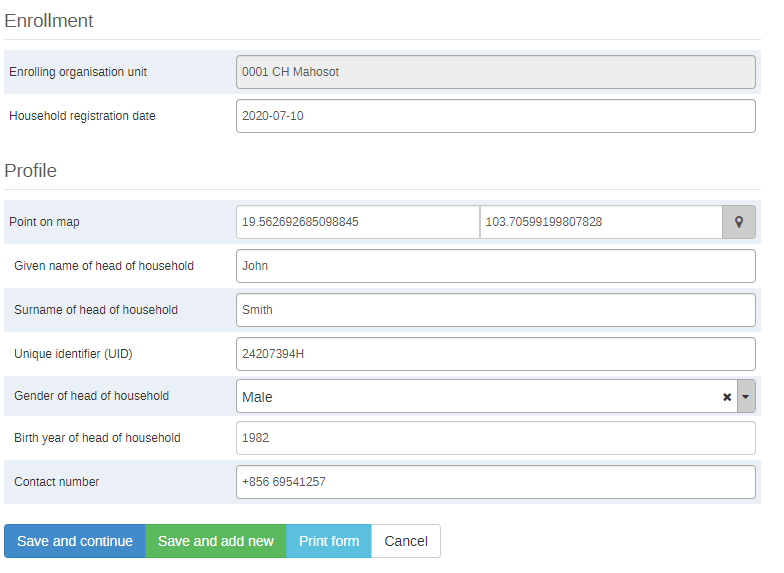 Enrollment
Enrolling organisation unit 0001 CH Mahosot
Household registration date 2020-07-10
Profile
Point on map 19.562692685098845 103.70599199807828
Given name of head of household John
Surname of head of household Smith
Unique identifier (UID) 24207394H
Gender of head of household Male
Birth year of head of household 1982
Contact number +856 69541257
Save and continue Save and add new Print form Cancel